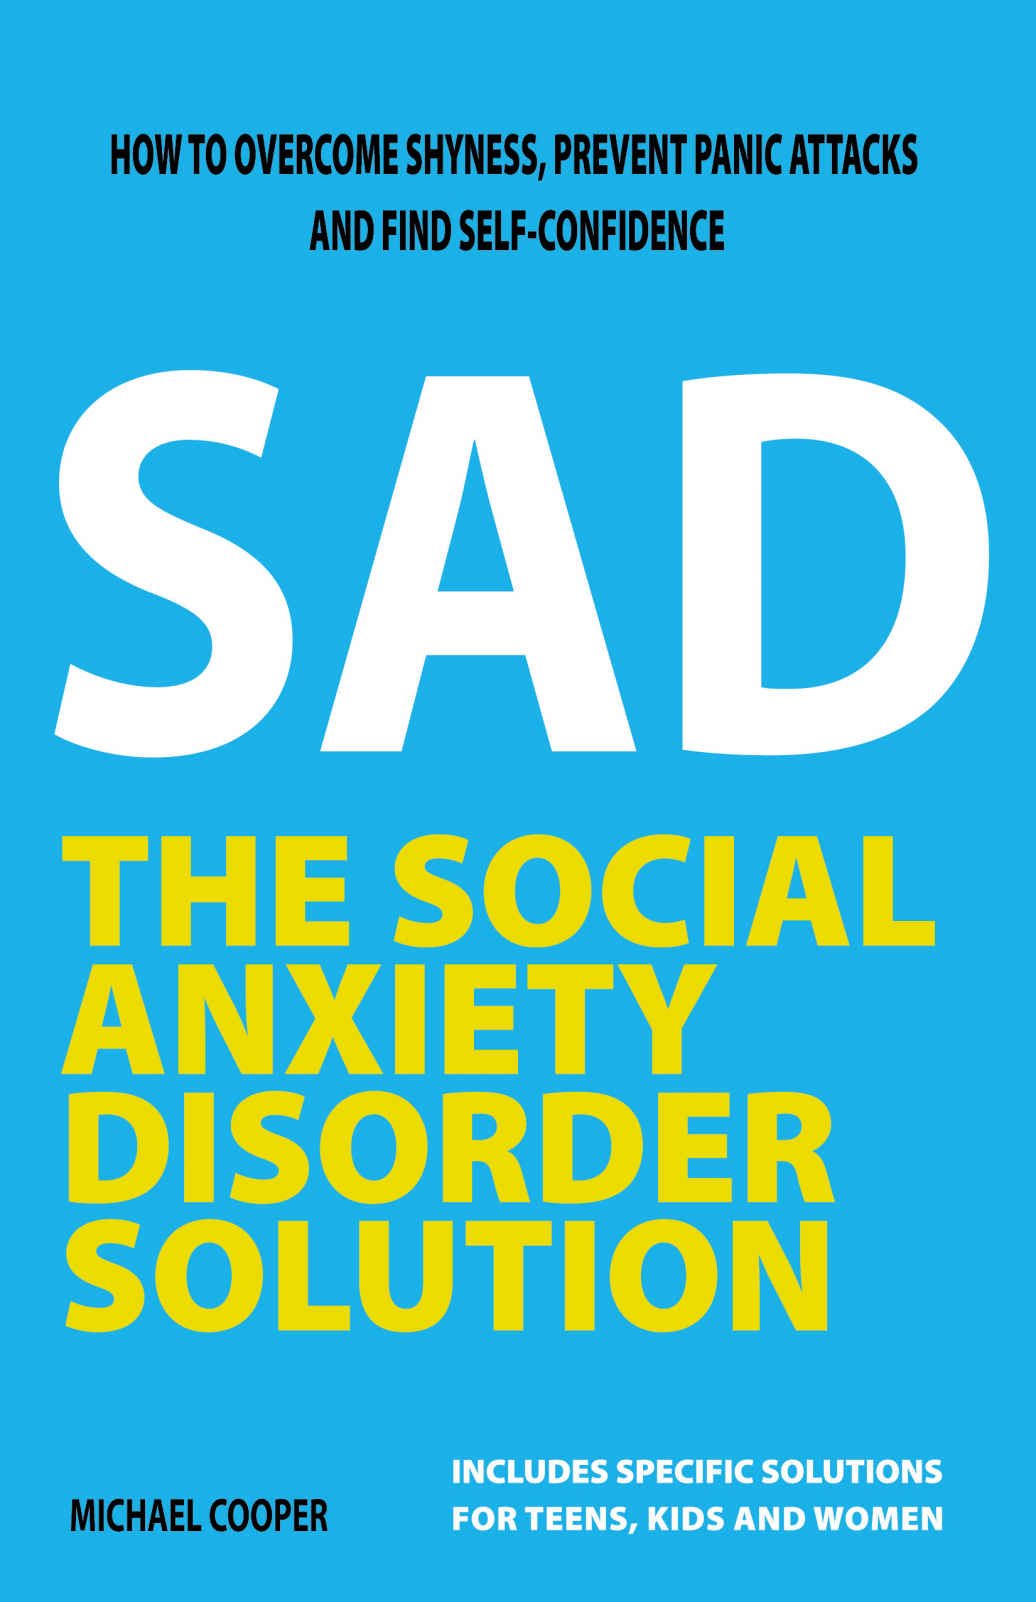 HOW TO OVERCOME SHYNESS, PREVENT PANIC ATTACKS
AND FIND SELF-CONFIDENCE
SAD
THE SOCIAL
ANXIETY
DISORDER
SOLUTION
MICHAEL COOPER
INCLUDES SPECIFIC SOLUTIONS
FOR TEENS, KIDS AND WOMEN